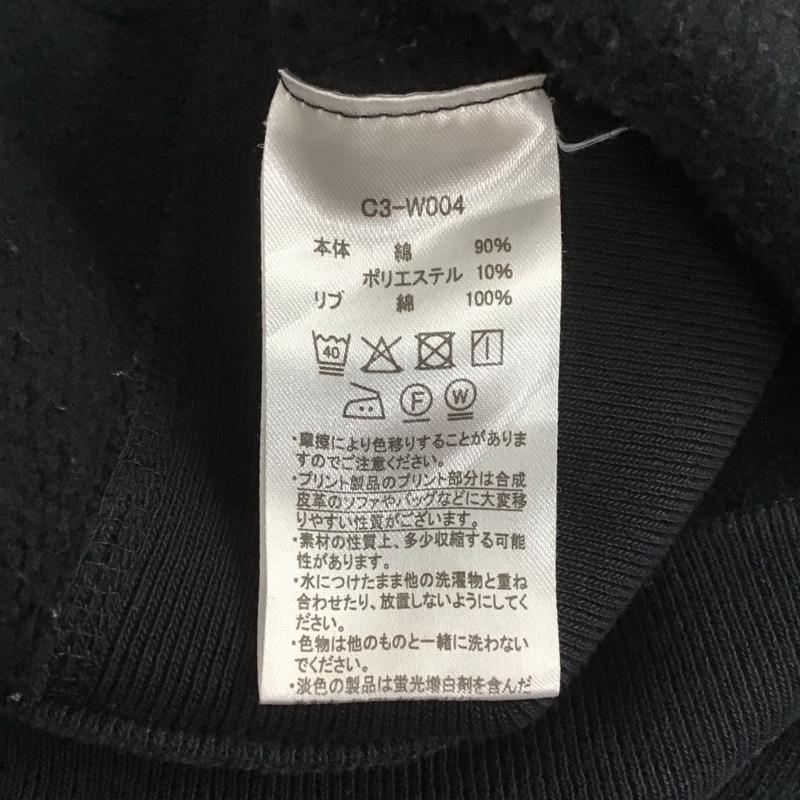 C3-W004
本体 綿 90%
ポリエステル 10%
リブ 綿 100%
40
F W
・摩擦により色移りすることがありま
すのでご注意ください。
・プリント製品のプリント部分は合成
皮革のソファやバッグなどに大変移
りやすい性質がございます。
・素材の性質上、多少収縮する可能
性があります。
・水につけたまま他の洗濯物と重ね
合わせたり、放置しないようにしてく
ださい。
・色物は他のものと一緒に洗わない
でください。
・淡色の製品は蛍光増白剤を含んだ